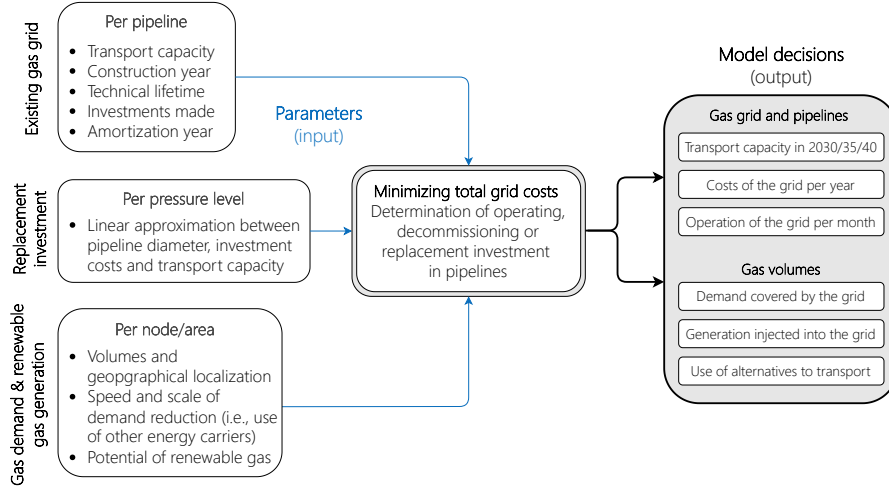 Existing gas grid
Per pipeline
• Transport capacity
• Construction year
• Technical lifetime
• Investments made
• Amortization year
Parameters
(input)
Replacement
investment
Per pressure level
• Linear approximation between
pipeline diameter, investment
costs and transport capacity
Gas demand & renewable
gas generation
Per node/area
• Volumes and
geopgraphical localization
• Speed and scale of
demand reduction (i.e., use
of other energy carriers)
• Potential of renewable gas
Minimizing total grid costs
Determination of operating,
decommissioning or
replacement investment
in pipelines
Model decisions
(output)
Gas grid and pipelines
Transport capacity in 2030/35/40
Costs of the grid per year
Operation of the grid per month
Gas volumes
Demand covered by the grid
Generation injected into the grid
Use of alternatives to transport